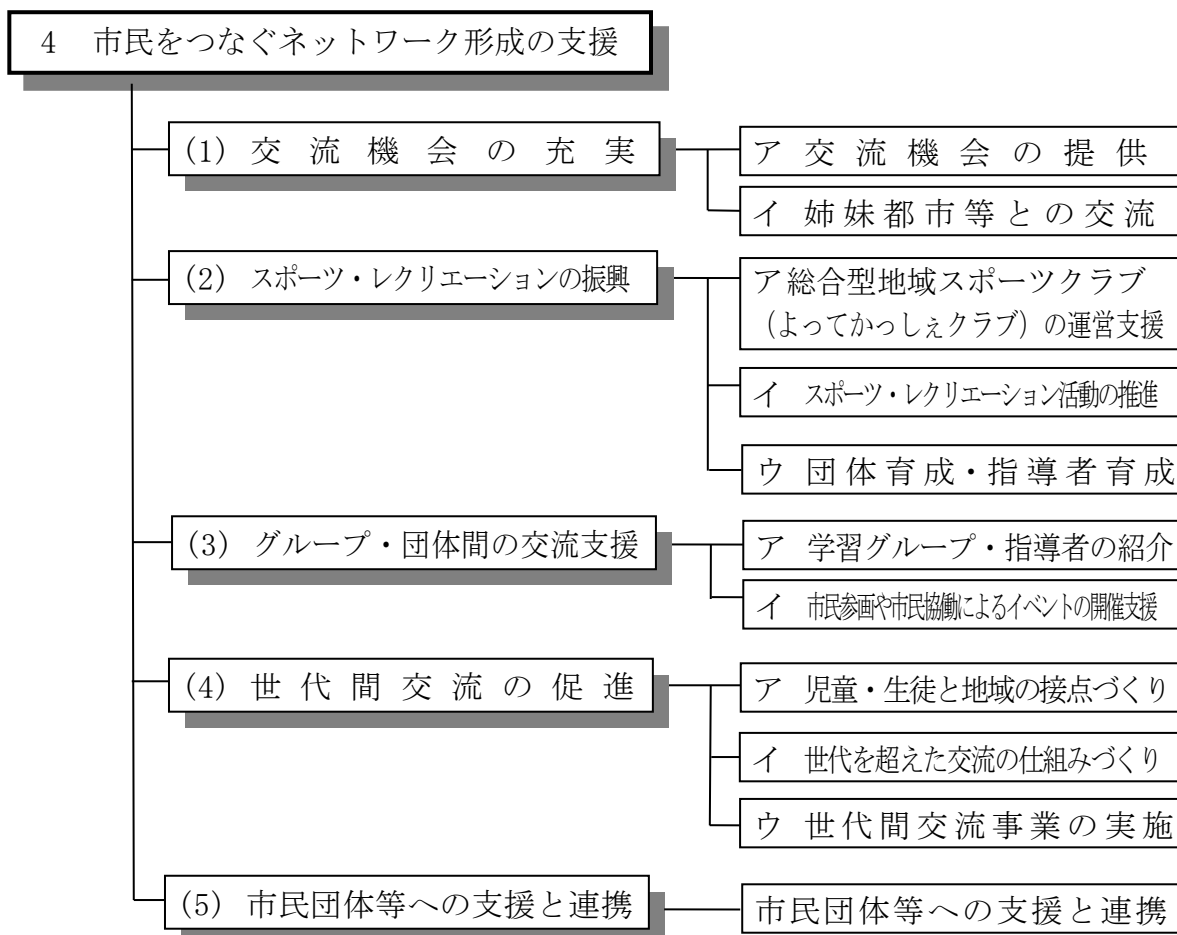 4 市民をつなぐネットワーク形成の支援
(1) 交流機会の充実
ア 交流機会の提供
イ 姉妹都市等との交流
(2) スポーツ・レクリエーションの振興
ア 総合型地域スポーツクラブ
(よってかっしぇクラブ)の運営支援
イ スポーツ・レクリエーション活動の推進
ウ 団体育成・指導者育成
(3) グループ・団体間の交流支援
ア 学習グループ・指導者の紹介
イ 市民参画や市民協働によるイベントの開催支援
(4) 世代間交流の促進
ア 児童・生徒と地域の接点づくり
イ 世代を超えた交流の仕組みづくり
ウ 世代間交流事業の実施
(5) 市民団体等への支援と連携
市民団体等への支援と連携